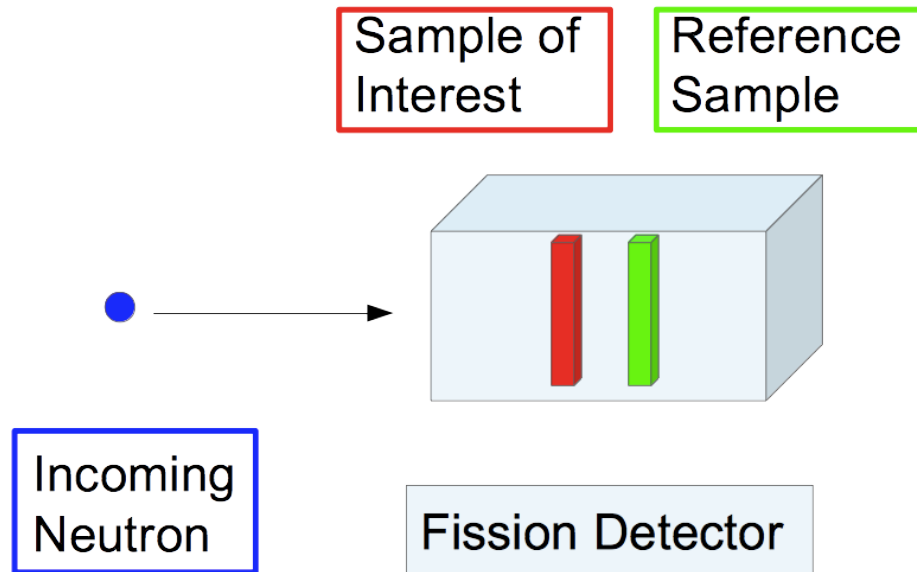 Sample of
Interest
Reference
Sample
Incoming
Neutron
Fission Detector